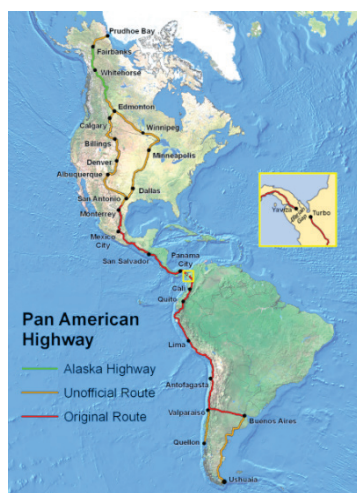 Prudhoe Bay
Fairbanks
Whitehorse
Edmonton
Calgary
Winnipeg
Billings
Minneapolis
Denver
Albuquerque
Dallas
San Antonio
Monterrey
Mexico
City
San Salvador
Panama
City
Cali
Quito
Lima
Antofagasta
Valparaiso
Buenos Aires
Quellon
Ushuaia
Yaviza
Gap
Turbo
Pan American
Highway
Alaska Highway
Unofficial Route
Original Route